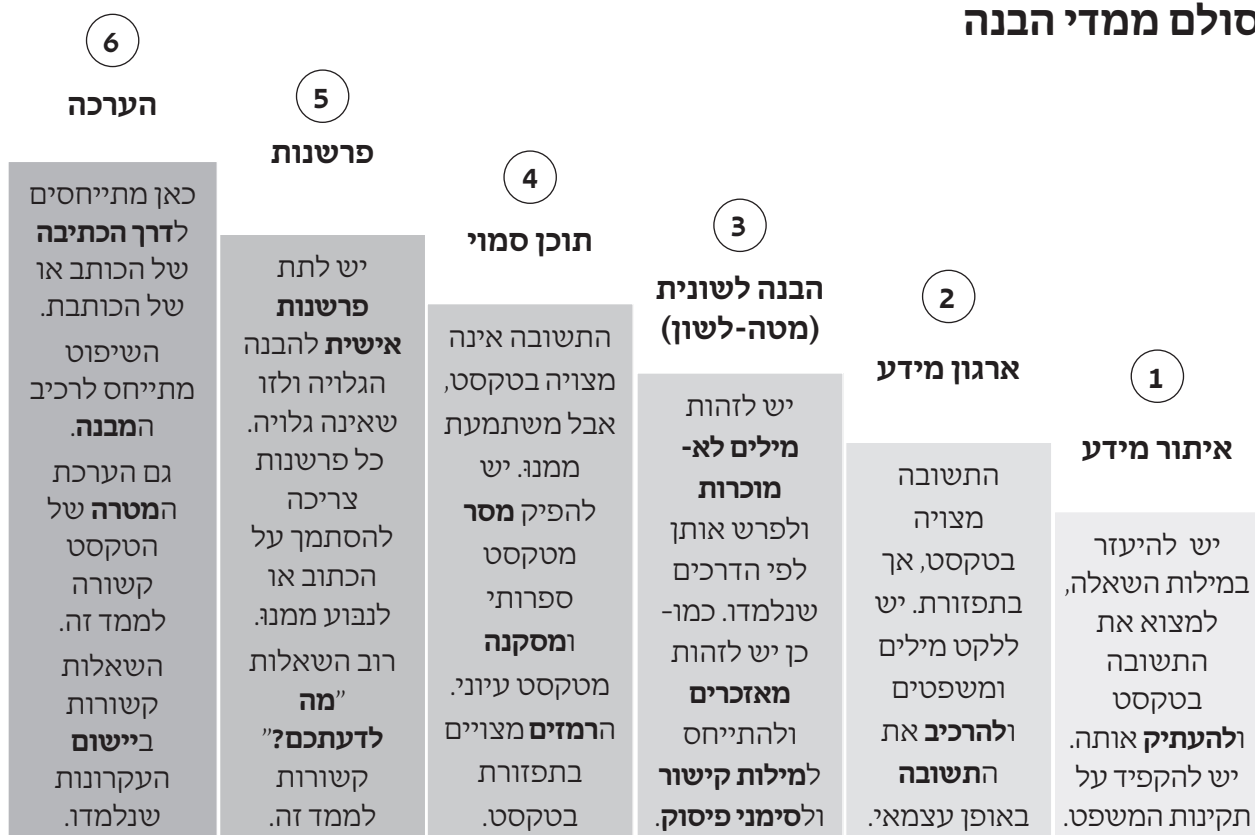 סולם ממדי הבנה
1
איתור מידע
יש להיעזר
במילות השאלה,
למצוא את
התשובה
בטקסט
ולהעתיק אותה.
יש להקפיד על
תקינות המשפט.
2
ארגון מידע
התשובה
מצויה
בטקסט, אך
בתפזורת. יש
ללקט מילים
ומשפטים
ולהרכיב את
התשובה
באופן עצמאי.
3
הבנה לשונית
(מטה-לשון)
יש לזהות
מילים לא-
מוכרות
ולפרש אותן
לפי הדרכים
שנלמדו. כמו-
כן יש לזהות
מאזכרים
ולהתייחס
למילות קישור
ולסימני פיסוק.
4
תוכן סמוי
התשובה אינה
מצויה בטקסט,
אבל משתמעת
ממנוּ. יש
להפיק מסר
מטקסט
ספרותי
ומסקנה
מטקסט עיוני.
הרמזים מצויים
בתפזורת
בטקסט.
5
פרשנות
יש לתת
פרשנות
אישית להבנה
הגלויה ולזו
שאינה גלויה.
כל פרשנות
צריכה
להסתמך על
הכתוב או
לנבּוע ממנוּ.
רוב השאלות
"מה
לדעתכם?"
קשורות
לממד זה.
6
הערכה
כאן מתייחסים
לדרך הכתיבה
של הכותב או
של הכותבת.
השיפוט
מתייחס לרכיב
המבנה.
גם הערכת
המטרה של
הטקסט
קשורה
לממד זה.
השאלות
קשורות
ביישום
העקרונות
שנלמדו.